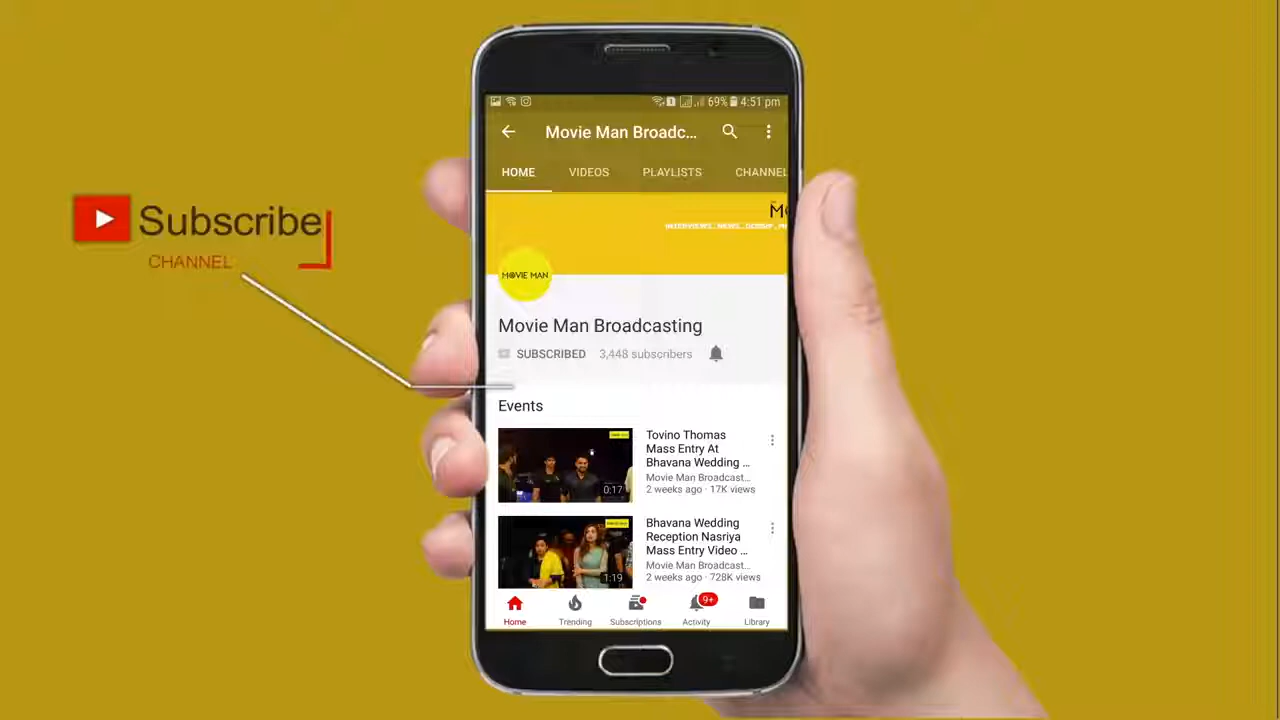 Subscribe
CHANNEL
69% 4:51 pm
Movie Man Broadc...
HOME VIDEOS PLAYLISTS CHANNEL
MOVIE MAN
Movie Man Broadcasting
SUBSCRIBED 3,448 subscribers
Events
Tovino Thomas
Mass Entry At
Bhavana Wedding ...
Movie Man Broadcast...
2 weeks ago · 17K views
0:17
Bhavana Wedding
Reception Nasriya
Mass Entry Video ...
Movie Man Broadcast...
2 weeks ago · 728K views
1:19
9+
Home Trending Subscriptions Activity Library